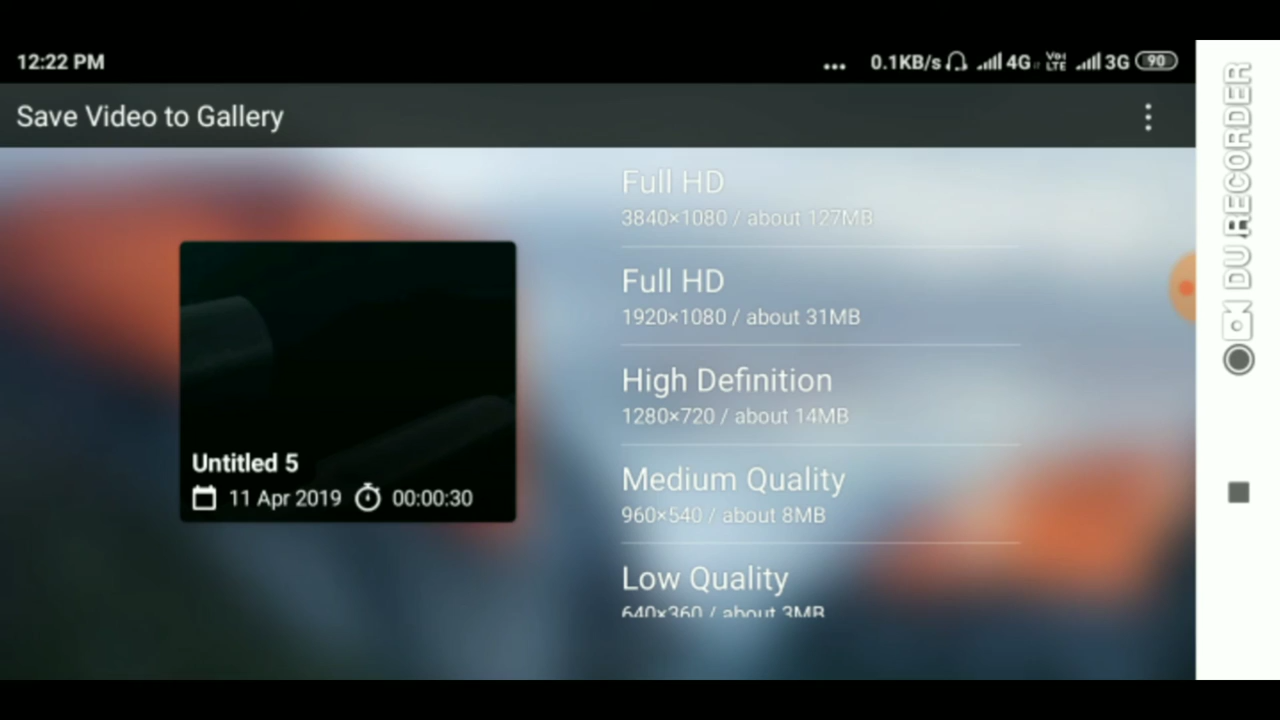 12:22 PM
... 0.1KB/s 4G Vo) LTE 3G 90
Save Video to Gallery
Full HD
3840×1080 / about 127MB
Full HD
1920×1080 / about 31MB
High Definition
1280×720 / about 14MB
Medium Quality
960×540 / about 8MB
Low Quality
640×360 / about 3MB
Untitled 5
11 Apr 2019 00:00:30
DU RECORDER